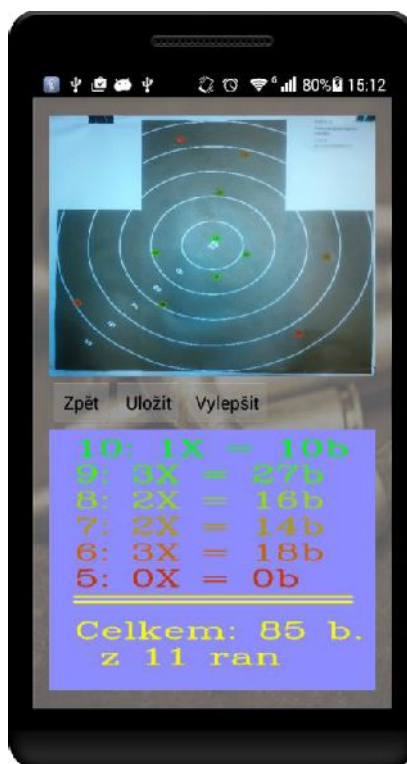 80% 15:12
Zpět Uložit Vylepšit
10: 1X = 10b
9: 3X = 27b
8: 2X = 16b
7: 2X = 14b
6: 3X = 18b
5: 0X = 0b
Celkem: 85 b.
z 11 ran